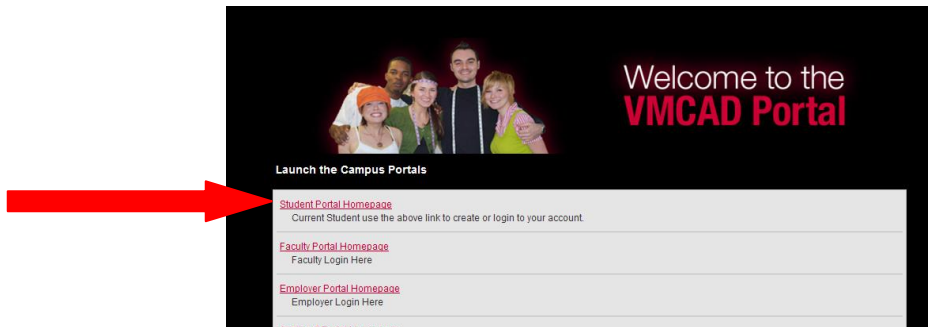 Welcome to the
VMCAD Portal
Launch the Campus Portals
Student Portal Homepage
Current Student use the above link to create or login to your account.
Faculty Portal Homepage
Faculty Login Here
Employer Portal Homepage
Employer Login Here